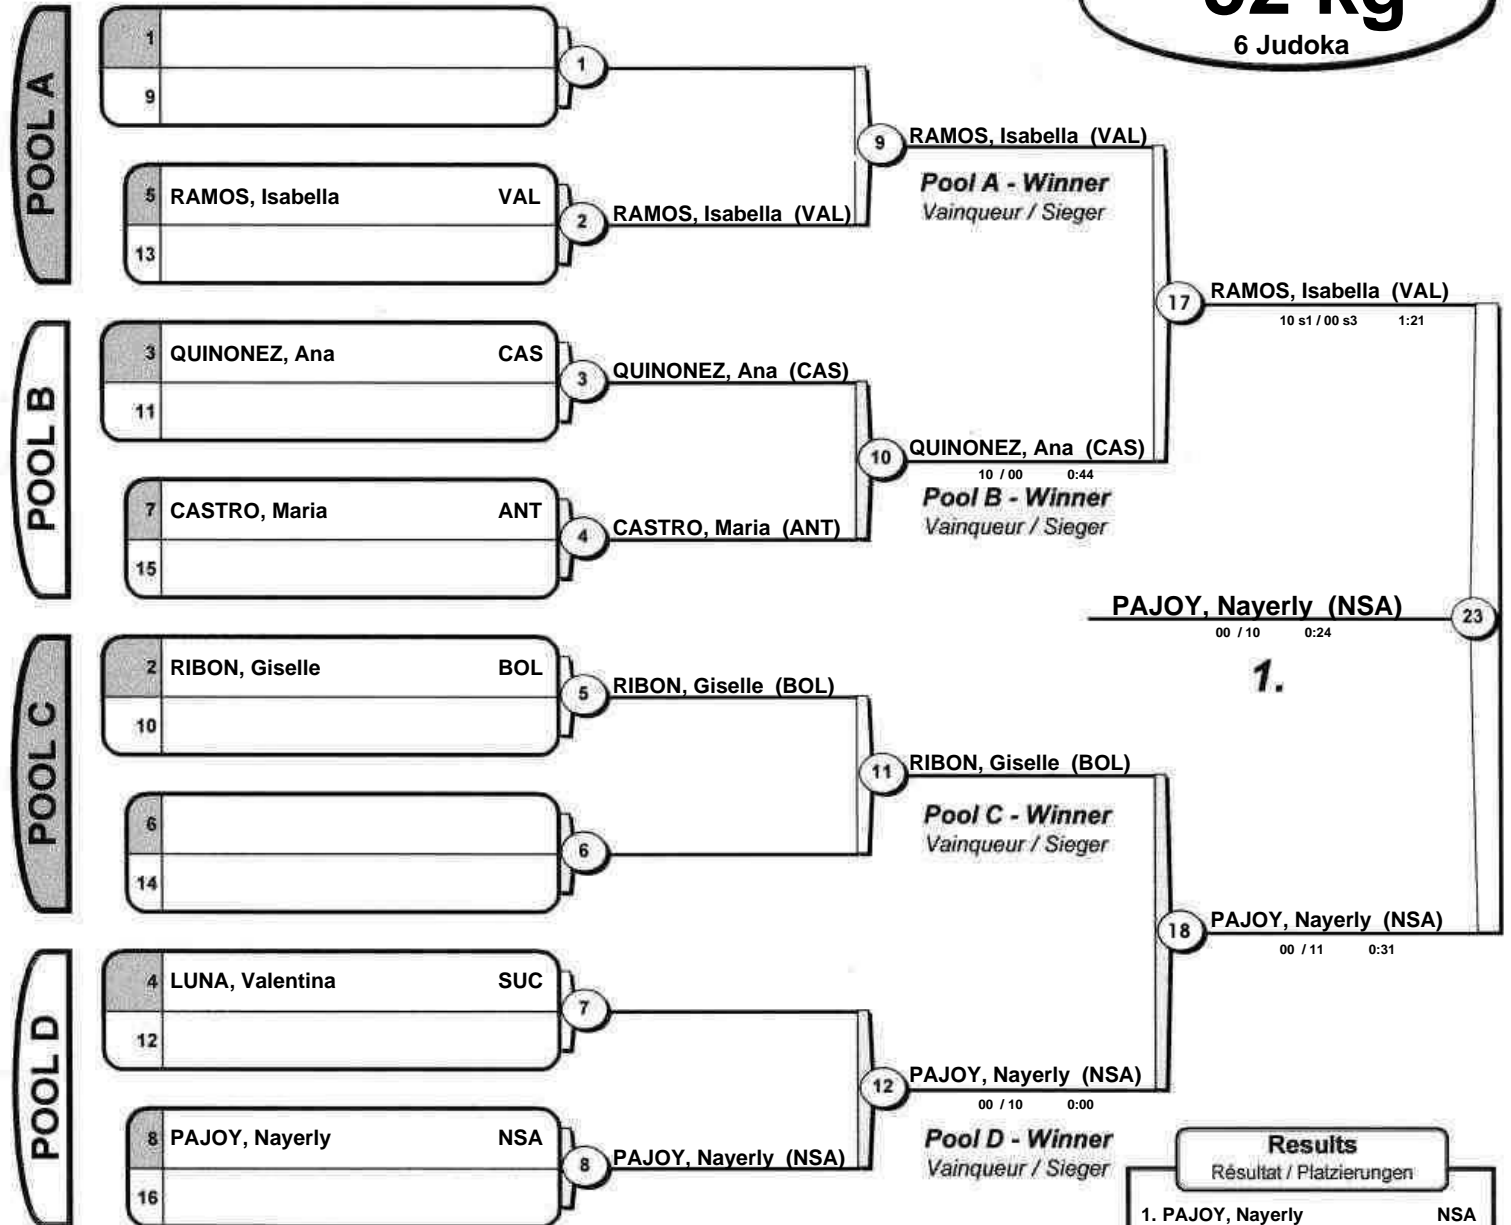 6 Judoka
POOL A
1
9
1
5 RAMOS, Isabella VAL
13
2
RAMOS, Isabella (VAL)
9
RAMOS, Isabella (VAL)
Pool A - Winner
Vainqueur / Sieger
POOL B
3 QUINONEZ, Ana CAS
11
3
QUINONEZ, Ana (CAS)
7 CASTRO, Maria ANT
15
4
CASTRO, Maria (ANT)
10
QUINONEZ, Ana (CAS)
10 / 00 0:44
Pool B - Winner
Vainqueur / Sieger
17
RAMOS, Isabella (VAL)
10 s1 / 00 s3 1:21
PAJOY, Nayerly (NSA)
00 / 10 0:24
23
1.
POOL C
2 RIBON, Giselle BOL
10
5
RIBON, Giselle (BOL)
6
14
6
11
RIBON, Giselle (BOL)
Pool C - Winner
Vainqueur / Sieger
18
PAJOY, Nayerly (NSA)
00 / 11 0:31
POOL D
4 LUNA, Valentina SUC
12
7
8 PAJOY, Nayerly NSA
16
8
PAJOY, Nayerly (NSA)
12
PAJOY, Nayerly (NSA)
00 / 10 0:00
Pool D - Winner
Vainqueur / Sieger
Results
Résultat / Platzierungen
1. PAJOY, Nayerly NSA